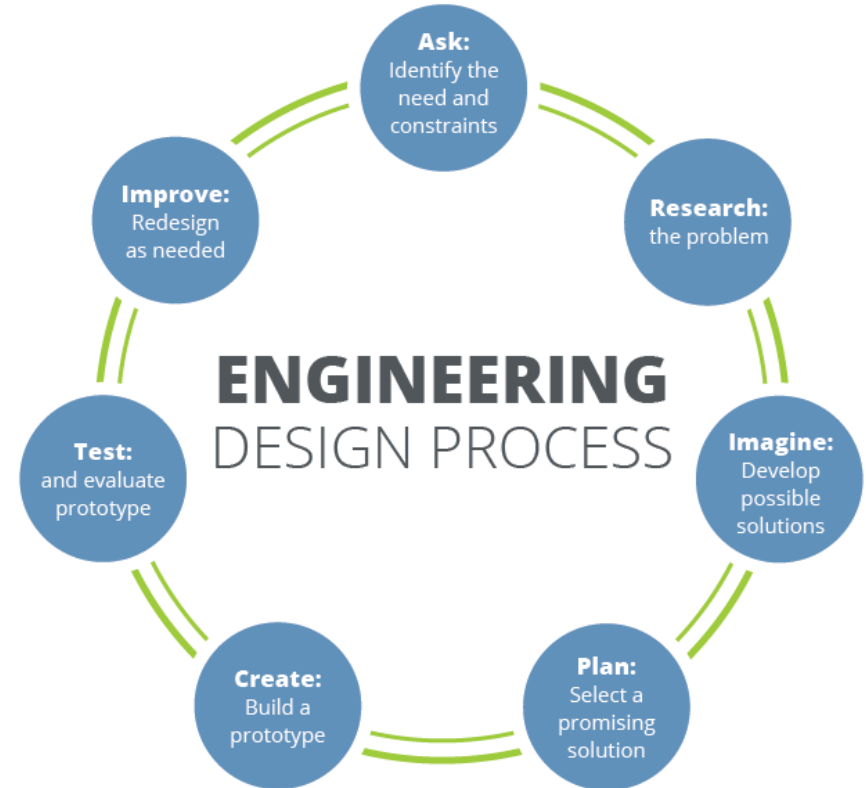 Ask:
Identify the
need and
constraints
Research:
the problem
Imagine:
Develop
possible
solutions
Plan:
Select a
promising
solution
Create:
Build a
prototype
Test:
and evaluate
prototype
Improve:
Redesign
as needed
ENGINEERING
DESIGN PROCESS